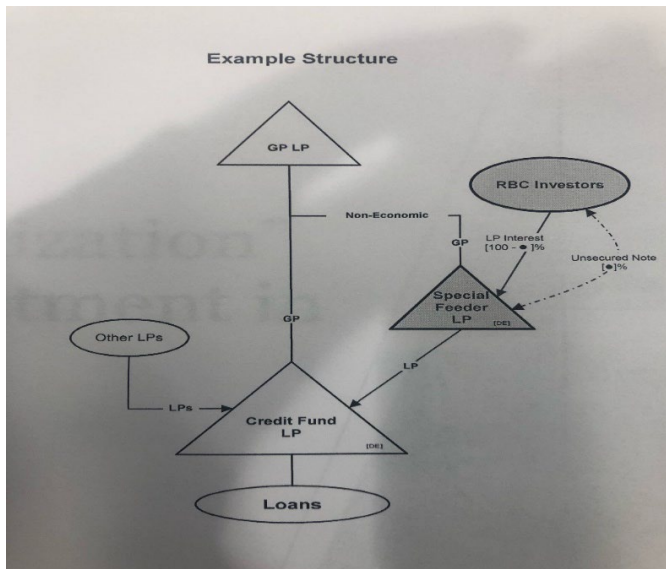 Example Structure
GP LP
RBC Investors
Non-Economic
LP Interest
[100 - ●]%
Unsecured Note
[●]%
GP
Special
Feeder
LP
[DE]
GP
Other LPs
LP
LPs
Credit Fund
LP
[DE]
Loans